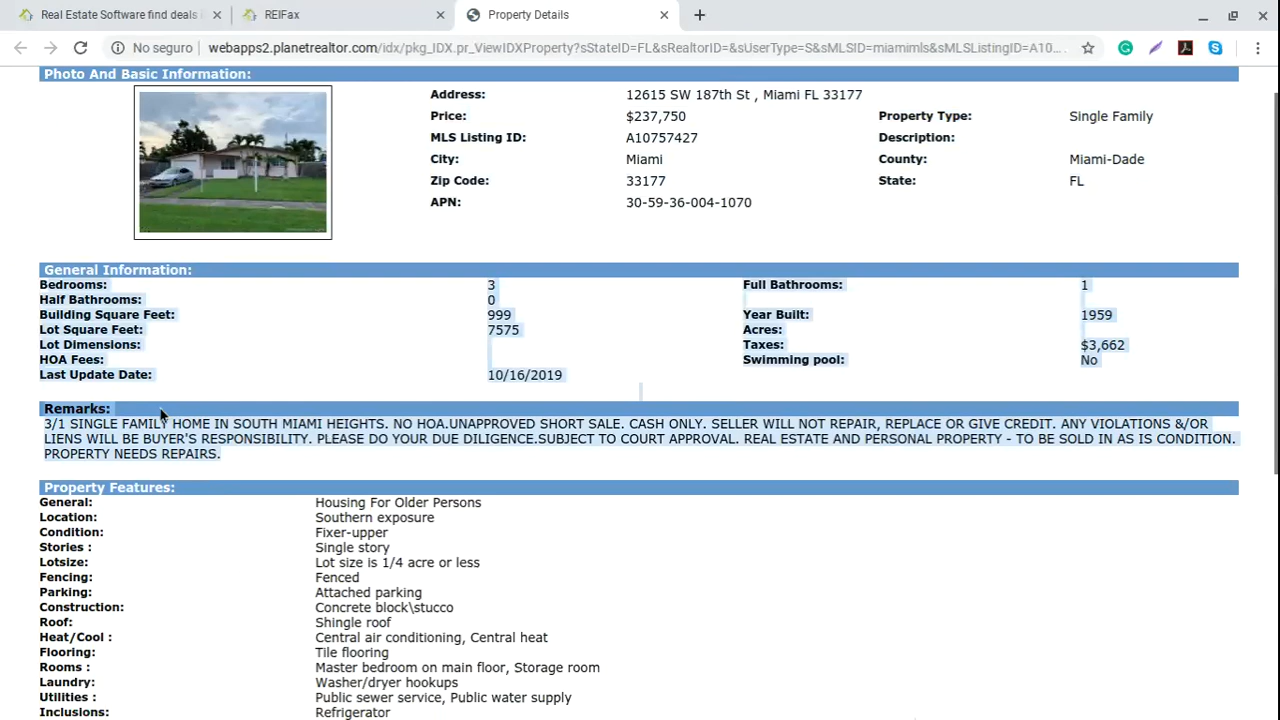 Real Estate Software find deals
REIFax
Property Details
No seguro webapps2.planetrealtor.com/idx/pkg_IDX.pr_ViewIDXProperty?sStateID=FL&sRealtorID=&sUserType=S&sMLSID=miamimls&sMLSListingID=A10...
Photo And Basic Information:
Address: 12615 SW 187th St , Miami FL 33177
Price: $237,750 Property Type: Single Family
MLS Listing ID: A10757427 Description:
City: Miami County: Miami-Dade
Zip Code: 33177 State: FL
APN: 30-59-36-004-1070
General Information:
Bedrooms: 3 Full Bathrooms: 1
Half Bathrooms: 0
Building Square Feet: 999 Year Built: 1959
Lot Square Feet: 7575 Acres:
Lot Dimensions: Taxes: $3,662
HOA Fees: Swimming pool: No
Last Update Date: 10/16/2019
Remarks:
3/1 SINGLE FAMILY HOME IN SOUTH MIAMI HEIGHTS. NO HOA.UNAPPROVED SHORT SALE. CASH ONLY. SELLER WILL NOT REPAIR, REPLACE OR GIVE CREDIT. ANY VIOLATIONS &/OR
LIENS WILL BE BUYER'S RESPONSIBILITY. PLEASE DO YOUR DUE DILIGENCE.SUBJECT TO COURT APPROVAL. REAL ESTATE AND PERSONAL PROPERTY - TO BE SOLD IN AS IS CONDITION.
PROPERTY NEEDS REPAIRS.
Property Features:
General: Housing For Older Persons
Location: Southern exposure
Condition: Fixer-upper
Stories : Single story
Lotsize: Lot size is 1/4 acre or less
Fencing: Fenced
Parking: Attached parking
Construction: Concrete block\stucco
Roof: Shingle roof
Heat/Cool : Central air conditioning, Central heat
Flooring: Tile flooring
Rooms : Master bedroom on main floor, Storage room
Laundry: Washer/dryer hookups
Utilities : Public sewer service, Public water supply
Inclusions: Refrigerator